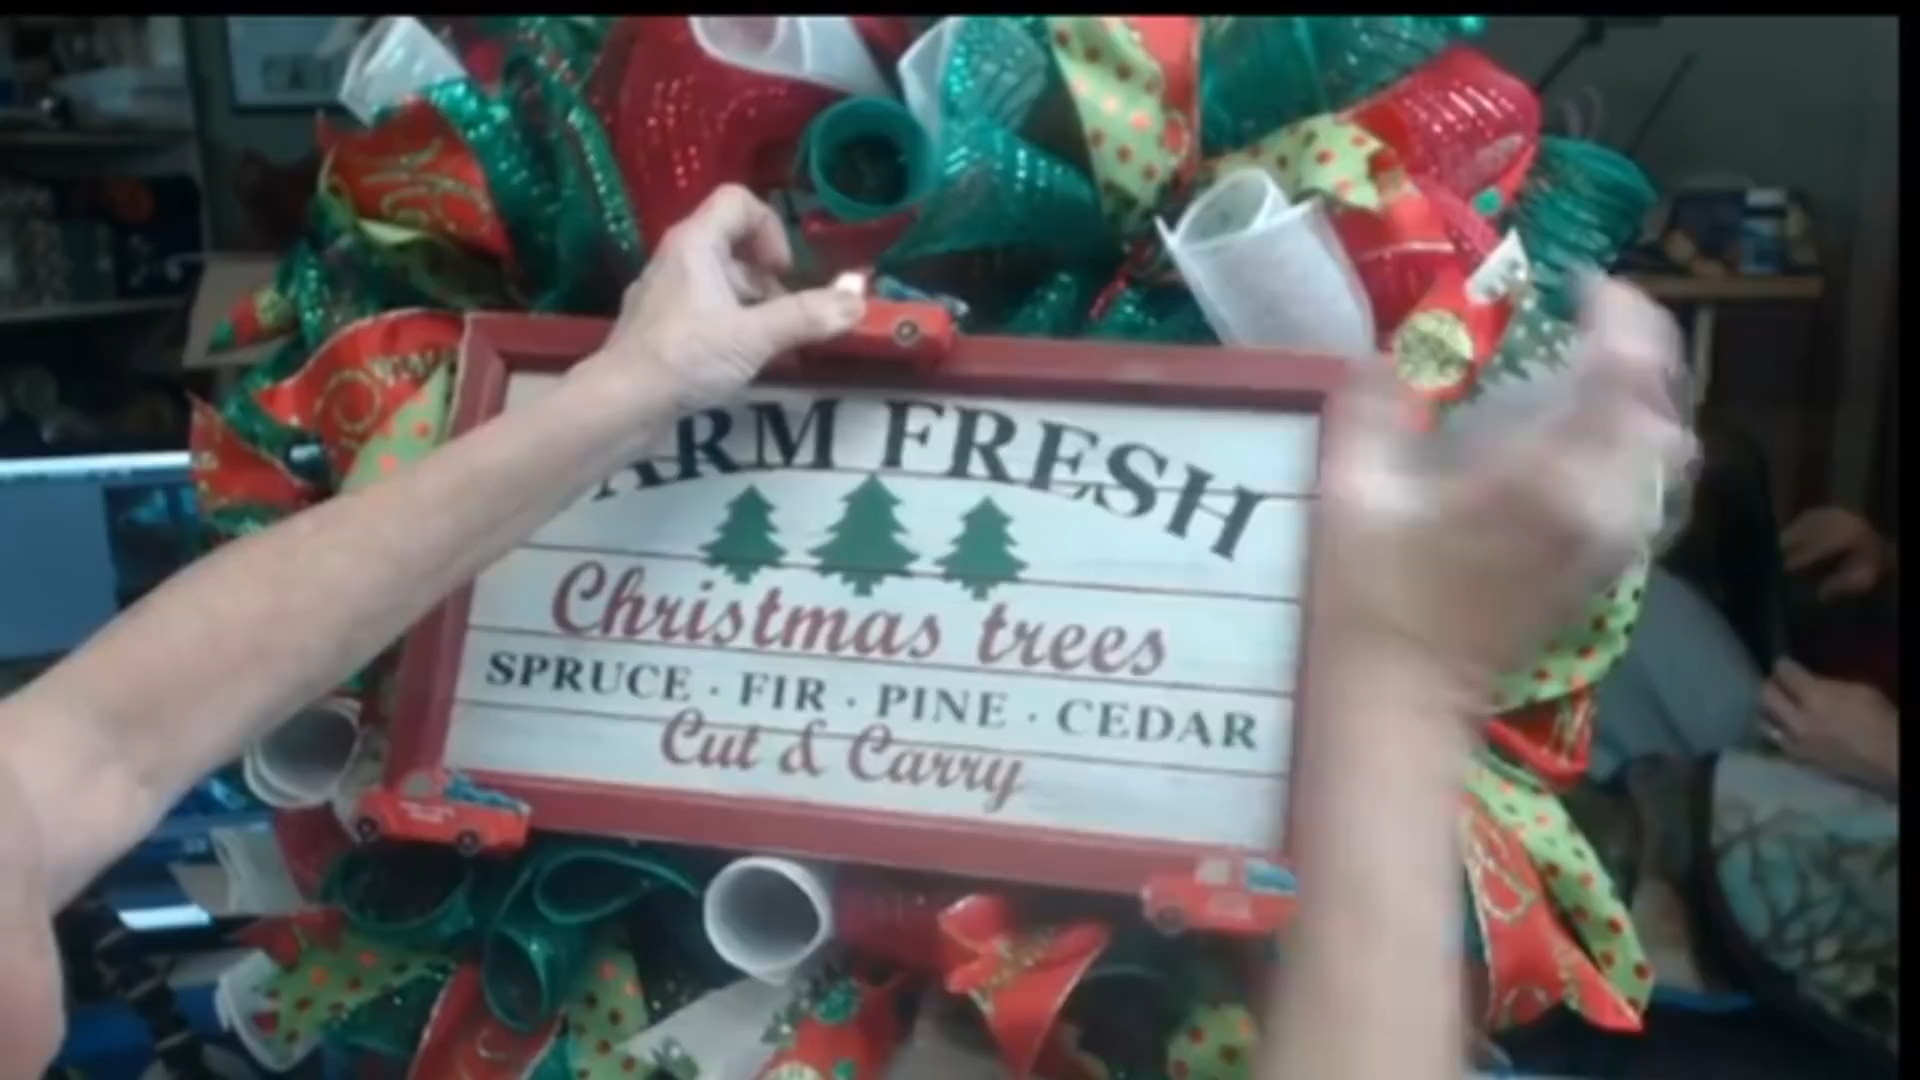 ARM FRESH
Christmas trees
SPRUCE · FIR · PINE · CEDAR
Cut & Carry